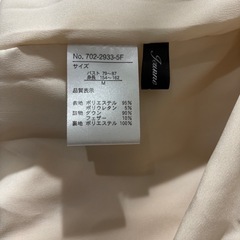 No. 702-2933-5F
サイズ
バスト 79〜87
身長 154〜162
M
品質表示
表地 ポリエステル 95%
ポリウレタン 5%
詰物 ダウン 90%
フェザー 10%
裏地 ポリエステル 100%